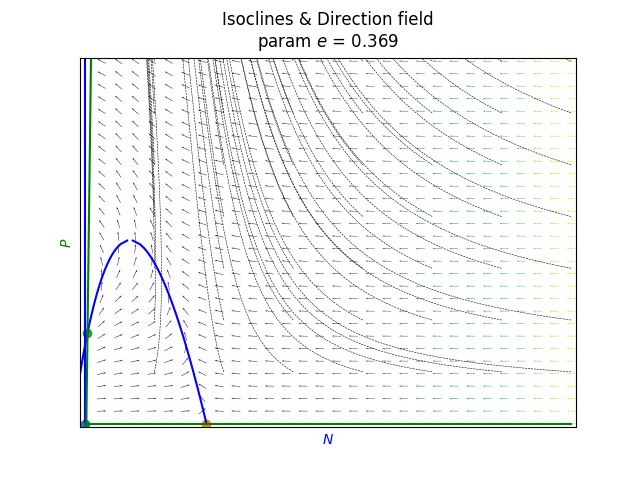 Isoclines & Direction field
param e = 0.369
P
N